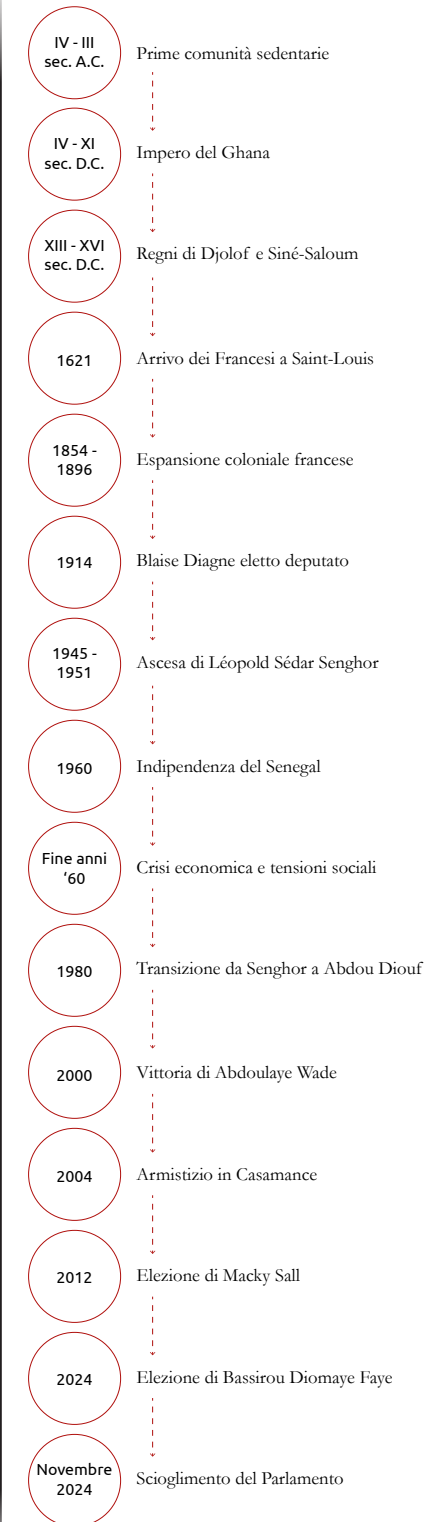 IV - III
sec. A.C.
Prime comunità sedentarie
IV - XI
sec. D.C.
Impero del Ghana
XIII - XVI
sec. D.C.
Regni di Djolof e Siné-Saloum
1621
Arrivo dei Francesi a Saint-Louis
1854 -
1896
Espansione coloniale francese
1914
Blaise Diagne eletto deputato
1945 -
1951
Ascesa di Léopold Sédar Senghor
1960
Indipendenza del Senegal
Fine anni
'60
Crisi economica e tensioni sociali
1980
Transizione da Senghor a Abdou Diouf
2000
Vittoria di Abdoulaye Wade
2004
Armistizio in Casamance
2012
Elezione di Macky Sall
2024
Elezione di Bassirou Diomaye Faye
Novembre
2024
Scioglimento del Parlamento